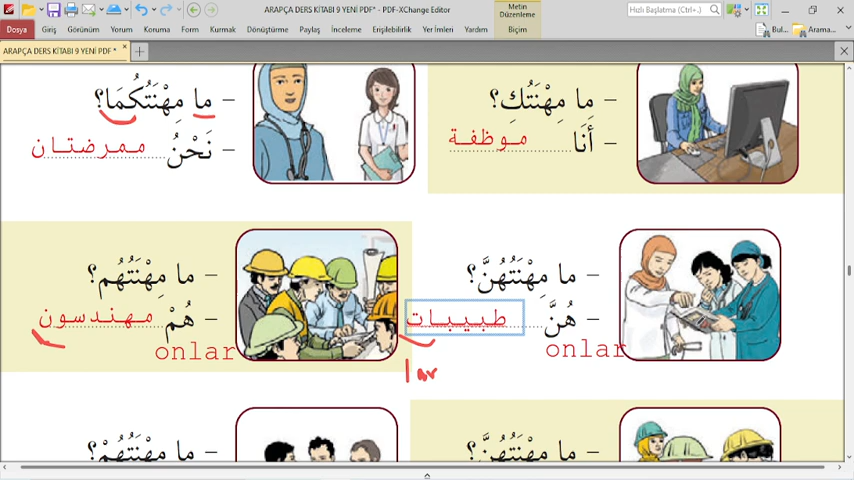 ARAPÇA DERS KİTABI 9 YENİ PDF* - PDF-XChange Editor
Metin Düzenleme
Hızlı Başlatma (Ctrl+.)
Dosya Giriş Görünüm Yorum Koruma Form Kurmak Dönüştürme Paylaş İnceleme Erişilebilirlik Yer İmleri Yardım Biçim Bul... Arama...
ARAPÇA DERS KİTABI 9 YENİ PDF *
– ما مِهْنَتُكِ؟
– أَنَا موظفة
– ما مِهْنَتُكُمَا؟
– نَحْنُ ممرضتان
– ما مِهْنَتُهُنَّ؟
– هُنَّ طبيبات
onlar
lar
– ما مِهْنَتُهُم؟
– هُمْ مهندسون
onlar
– ما مِهْنَتُهُنَّ؟
– ما مِهْنَتُهُمْ؟